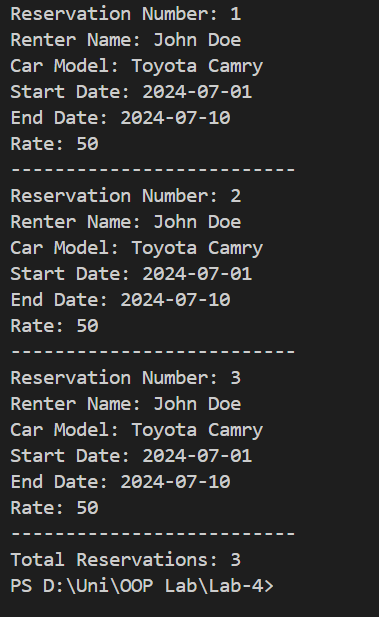 Reservation Number: 1
Renter Name: John Doe
Car Model: Toyota Camry
Start Date: 2024-07-01
End Date: 2024-07-10
Rate: 50
--------------------------
Reservation Number: 2
Renter Name: John Doe
Car Model: Toyota Camry
Start Date: 2024-07-01
End Date: 2024-07-10
Rate: 50
--------------------------
Reservation Number: 3
Renter Name: John Doe
Car Model: Toyota Camry
Start Date: 2024-07-01
End Date: 2024-07-10
Rate: 50
--------------------------
Total Reservations: 3
PS D:\Uni\OOP Lab\Lab-4>